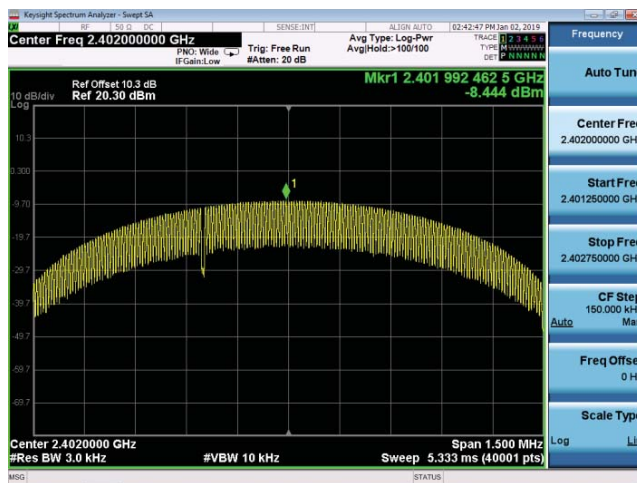 Keysight Spectrum Analyzer - Swept SA
RF 50 Ω DC SENSE:INT ALIGN AUTO 02:42:47 PM Jan 02, 2019
Center Freq 2.402000000 GHz
PNO: Wide
IFGain:Low
Trig: Free Run
#Atten: 20 dB
Avg Type: Log-Pwr
Avg|Hold:>100/100
TRACE 1 2 3 4 5 6
TYPE M
DET P N N N N N
Ref Offset 10.3 dB
Ref 20.30 dBm
10 dB/div
Log
Mkr1 2.401 992 462 5 GHz
-8.444 dBm
1
10.3
0.300
-9.70
-19.7
-29.7
-39.7
-49.7
-59.7
-69.7
Center 2.4020000 GHz
#Res BW 3.0 kHz
#VBW 10 kHz
Span 1.500 MHz
Sweep 5.333 ms (40001 pts)
MSG
STATUS
Frequency
Auto Tun
Center Fre
2.402000000 GH
Start Fre
2.401250000 GH
Stop Fre
2.402750000 GH
CF Step
150.000 kH
Auto Ma
Freq Offse
0 H
Scale Type
Log Li